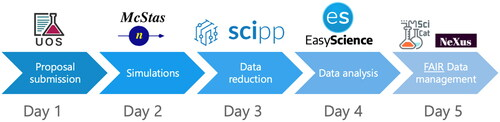 UOS
McStas
n
scipp
es
EasyScience
MSci
Cat
NeXus
Proposal
submission
Simulations
Data
reduction
Data analysis
FAIR Data
management
Day 1
Day 2
Day 3
Day 4
Day 5